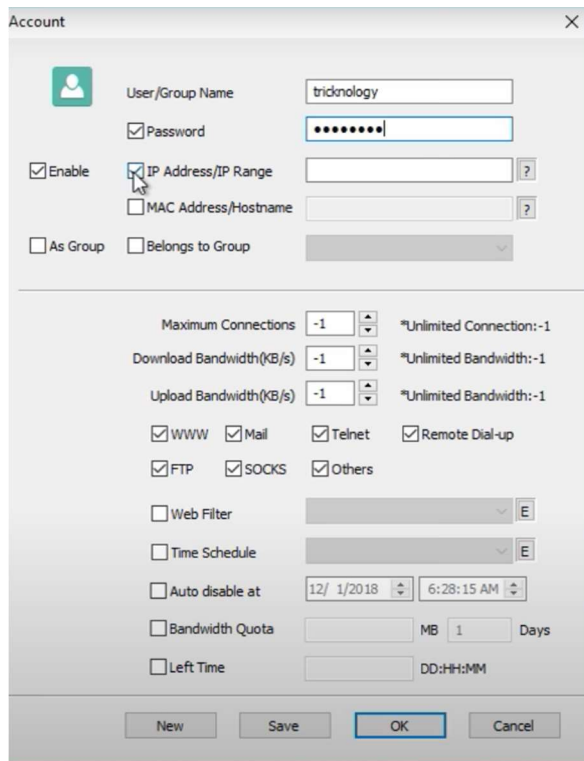 Account
User/Group Name tricknology
Password ••••••••
Enable IP Address/IP Range ?
MAC Address/Hostname ?
As Group Belongs to Group
Maximum Connections -1 *Unlimited Connection:-1
Download Bandwidth(KB/s) -1 *Unlimited Bandwidth:-1
Upload Bandwidth(KB/s) -1 *Unlimited Bandwidth:-1
WWW Mail Telnet Remote Dial-up
FTP SOCKS Others
Web Filter E
Time Schedule E
Auto disable at 12/ 1/2018 6:28:15 AM
Bandwidth Quota MB 1 Days
Left Time DD:HH:MM
New Save OK Cancel